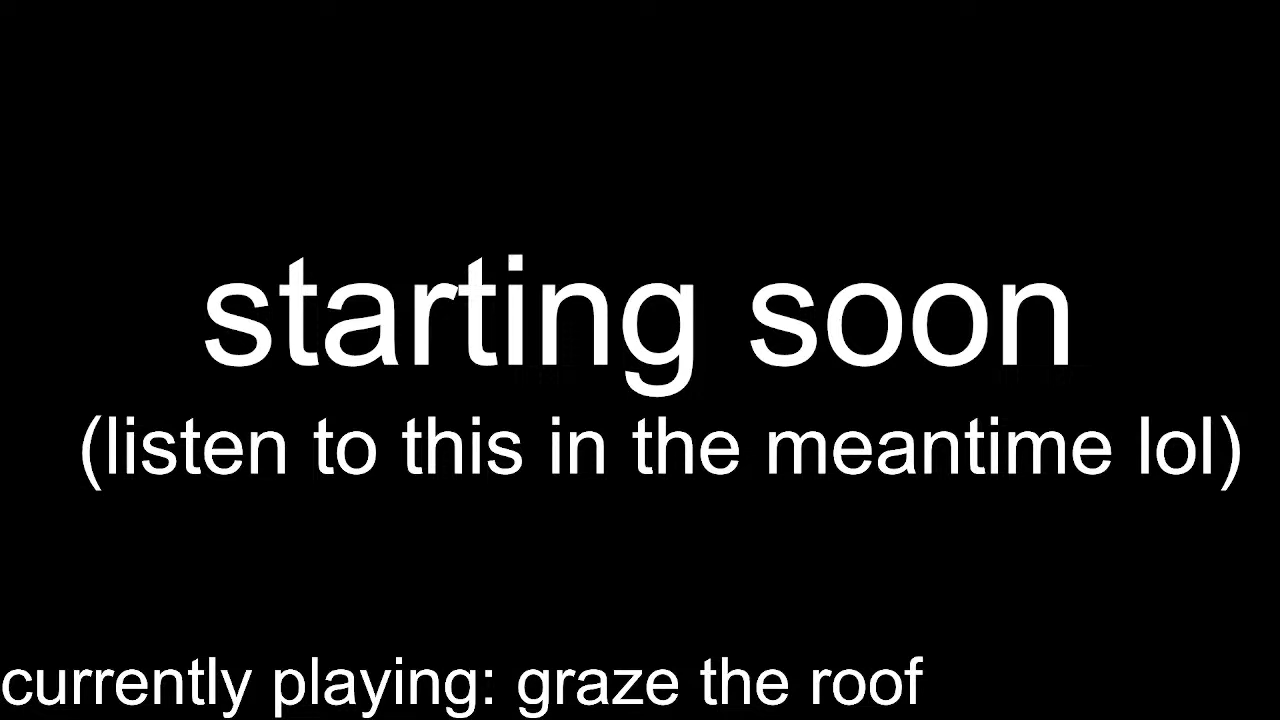 starting soon
(listen to this in the meantime lol)
currently playing: graze the roof